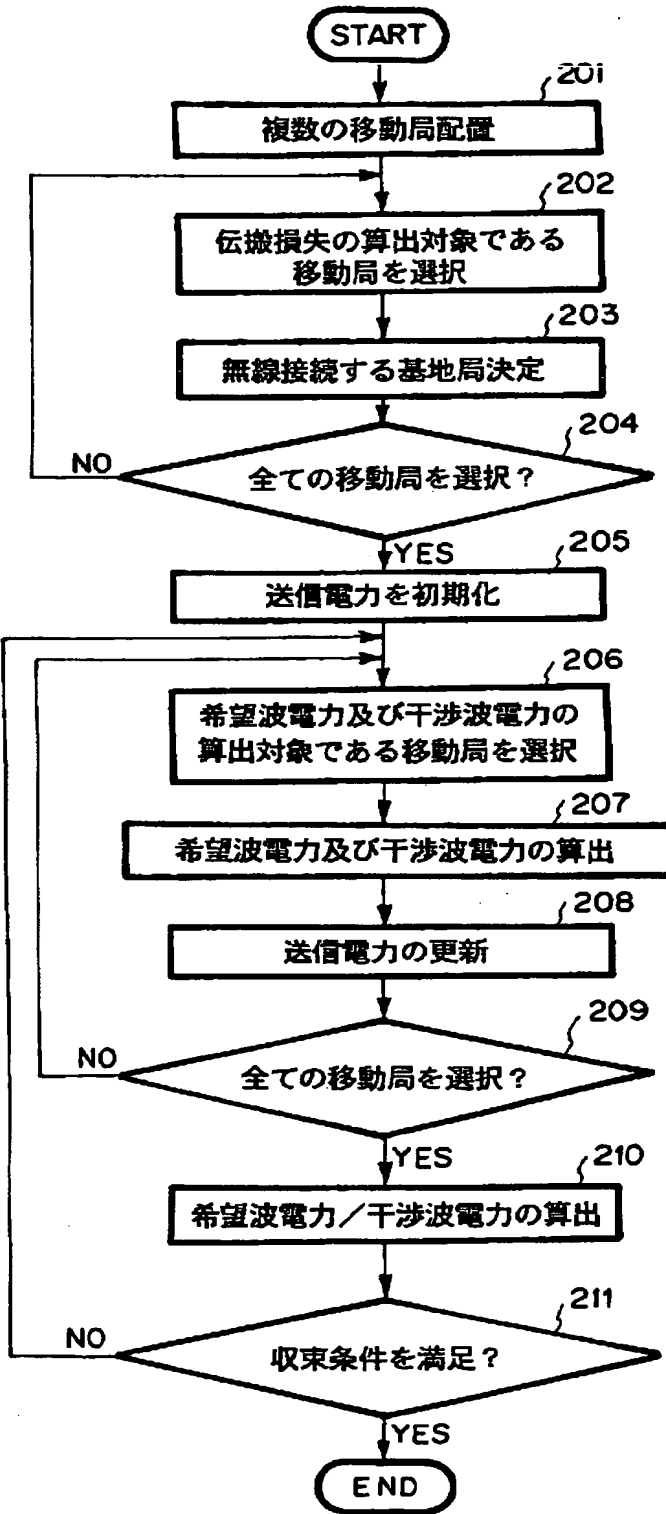 START
201
複数の移動局配置
202
伝搬損失の算出対象である
移動局を選択
203
無線接続する基地局決定
204
全ての移動局を選択？
NO
YES
205
送信電力を初期化
206
希望波電力及び干渉波電力の
算出対象である移動局を選択
207
希望波電力及び干渉波電力の算出
208
送信電力の更新
209
全ての移動局を選択？
NO
YES
210
希望波電力／干渉波電力の算出
211
収束条件を満足？
NO
YES
END